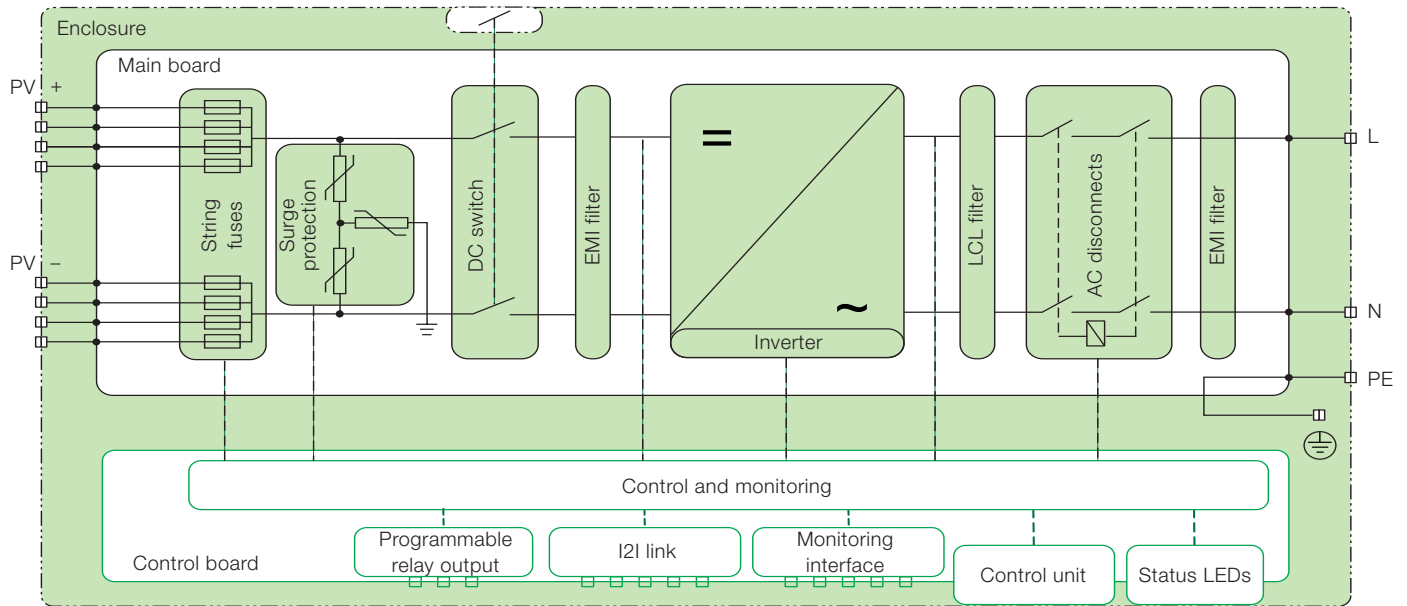 Enclosure
Main board
PV +
PV −
String
fuses
Surge
protection
DC switch
EMI filter
=
~
Inverter
LCL filter
AC disconnects
EMI filter
L
N
PE
Control and monitoring
Programmable
relay output
I2I link
Monitoring
interface
Control board
Control unit
Status LEDs